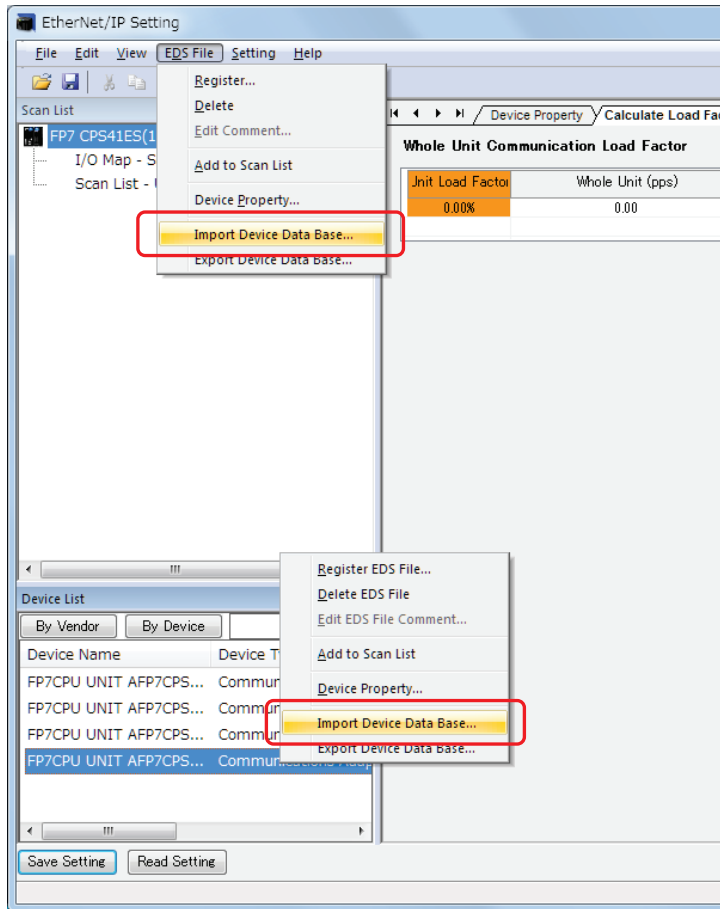 EtherNet/IP Setting
File Edit View EDS File Setting Help
Register...
Delete
Edit Comment...
Add to Scan List
Device Property...
Import Device Data Base...
Export Device Data Base...
Scan List
FP7 CPS41ES(1
I/O Map - S
Scan List -
Device Property Calculate Load Fac
Whole Unit Communication Load Factor
Unit Load Factor Whole Unit (pps)
0.00% 0.00
Device List
By Vendor By Device
Device Name Device T
FP7CPU UNIT AFP7CPS... Commun
FP7CPU UNIT AFP7CPS... Commun
FP7CPU UNIT AFP7CPS... Commun
FP7CPU UNIT AFP7CPS... Communications Adap
Register EDS File...
Delete EDS File
Edit EDS File Comment...
Add to Scan List
Device Property...
Import Device Data Base...
Export Device Data Base...
Save Setting Read Setting